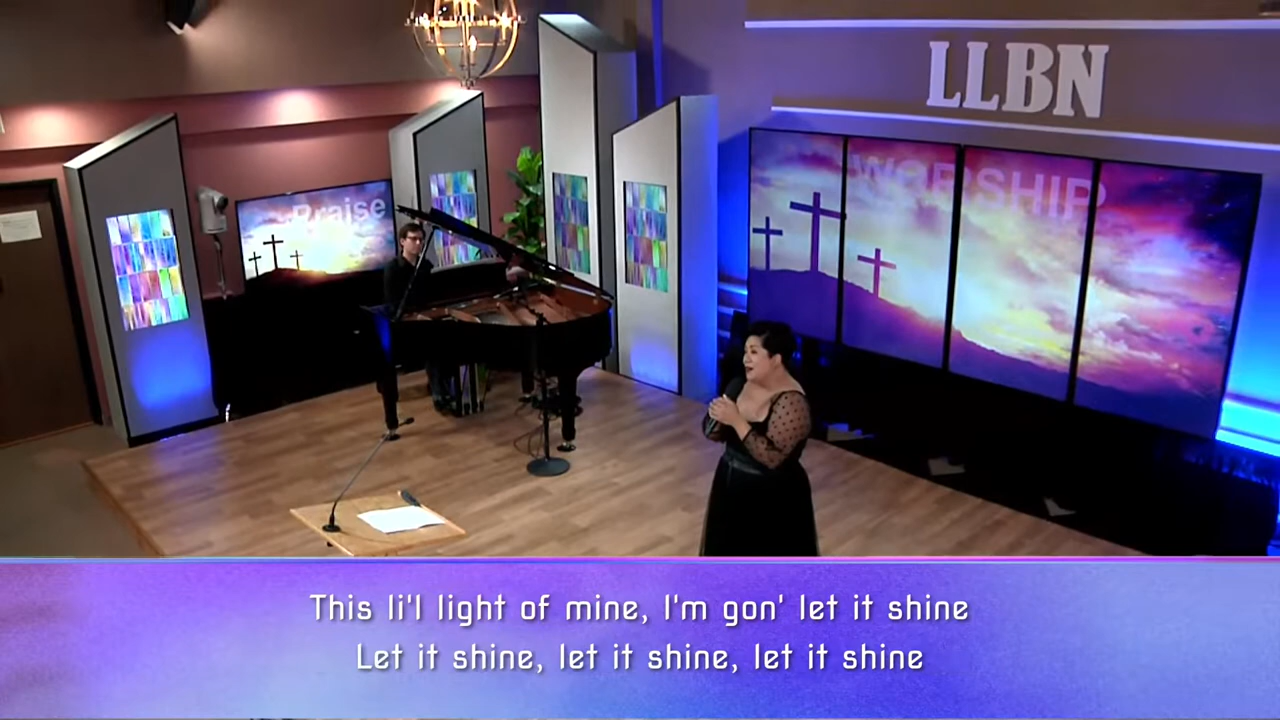 LLBN
WORSHIP
Praise
This li'l light of mine, I'm gon' let it shine
Let it shine, let it shine, let it shine